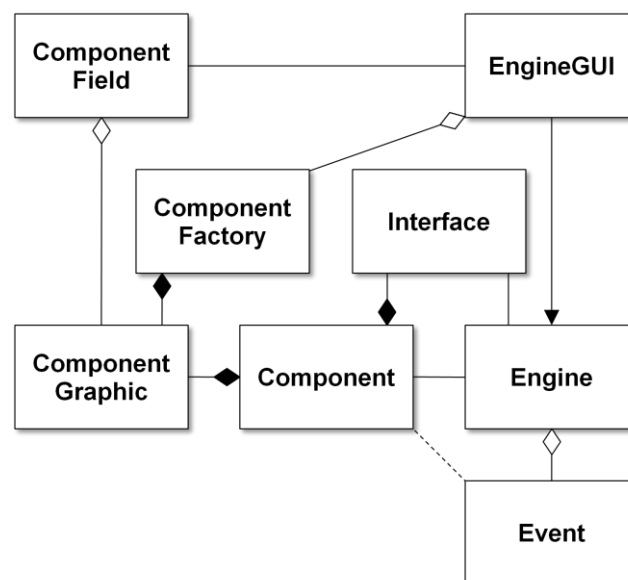 Component
Field
EngineGUI
Component
Factory
Interface
Component
Graphic
Component
Engine
Event